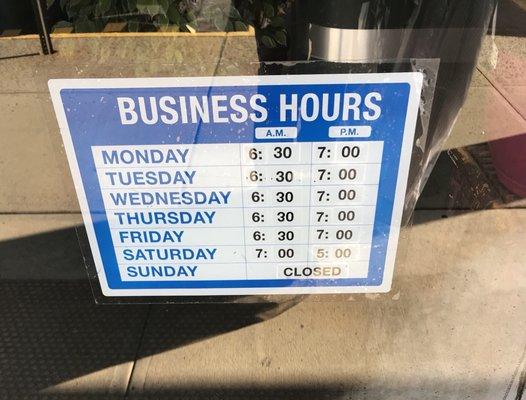 BUSINESS HOURS
A.M. P.M.
MONDAY 6: 30 7: 00
TUESDAY 6: 30 7: 00
WEDNESDAY 6: 30 7: 00
THURSDAY 6: 30 7: 00
FRIDAY 6: 30 7: 00
SATURDAY 7: 00 5: 00
SUNDAY CLOSED